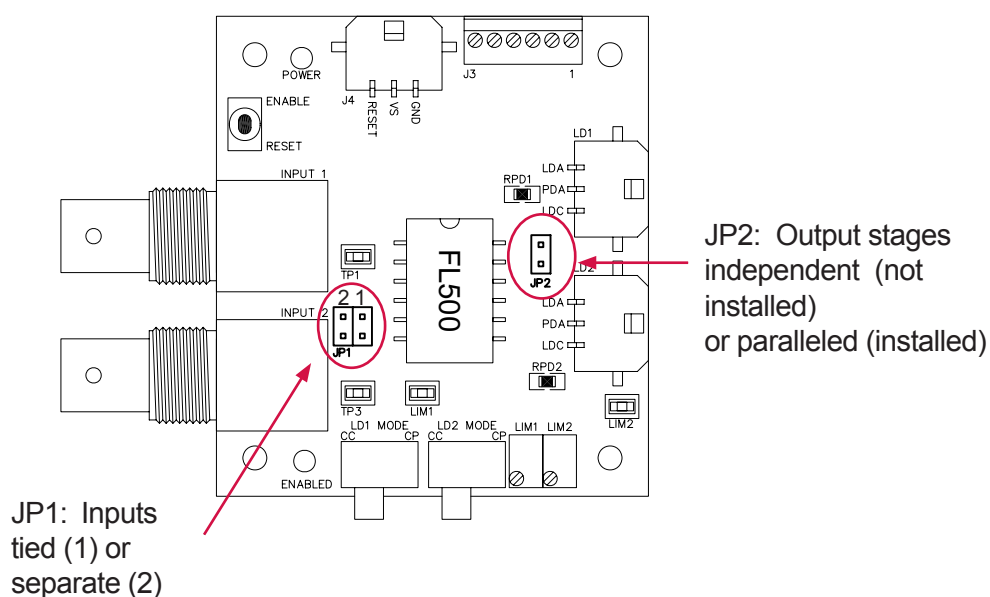 POWER
J4
RESET
VS
GND
J3
1
ENABLE
RESET
INPUT 1
LD1
LDA
PDA
LDC
RPD1
TP1
FL500
JP2
JP2: Output stages
independent (not
installed)
or paralleled (installed)
2 1
INPUT 2
JP1
LD2
LDA
PDA
LDC
RPD2
TP3
LIM1
LIM2
LD1 MODE
CC
CP
LD2 MODE
CC
CP
LIM1
LIM2
ENABLED
JP1: Inputs
tied (1) or
separate (2)